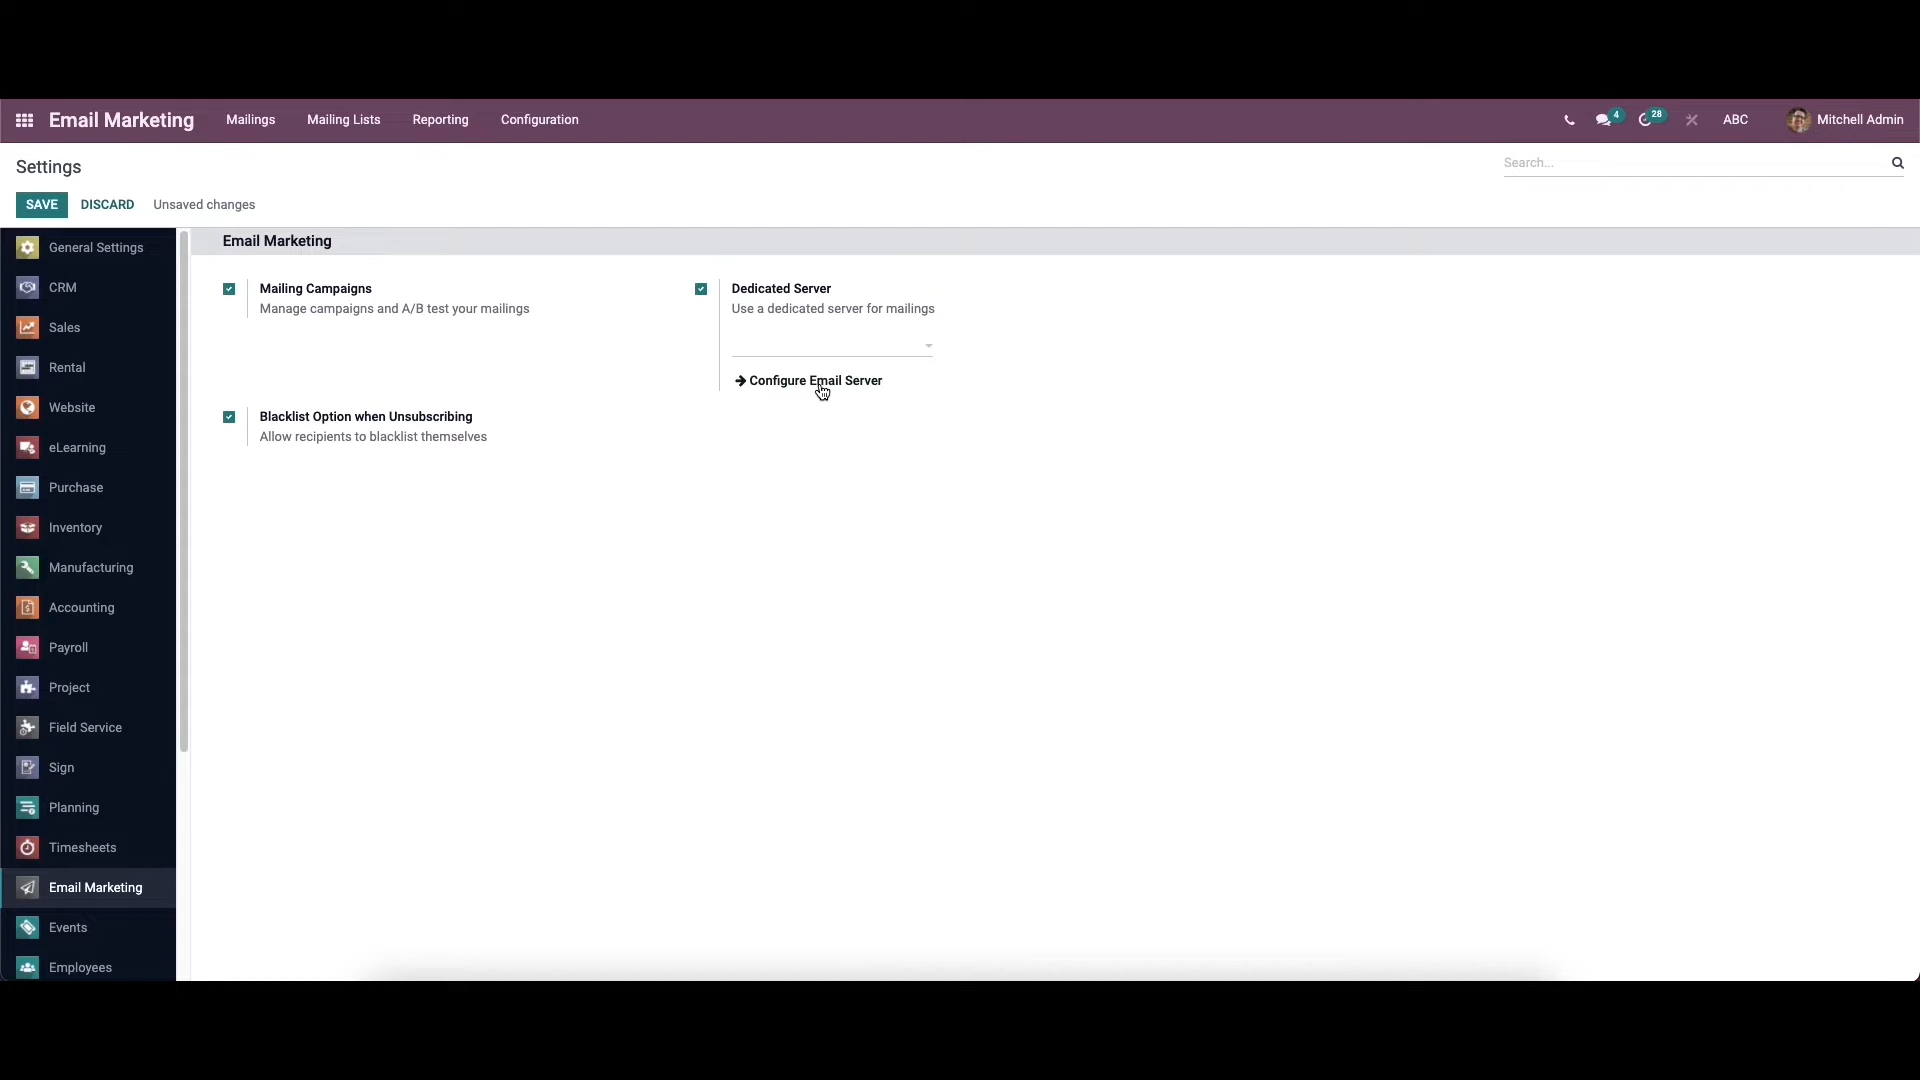 Email Marketing Mailings Mailing Lists Reporting Configuration 4 28 ABC Mitchell Admin
Settings Search...
SAVE DISCARD Unsaved changes
General Settings
CRM
Sales
Rental
Website
eLearning
Purchase
Inventory
Manufacturing
Accounting
Payroll
Project
Field Service
Sign
Planning
Timesheets
Email Marketing
Events
Employees
Email Marketing
Mailing Campaigns
Manage campaigns and A/B test your mailings
Dedicated Server
Use a dedicated server for mailings
Configure Email Server
Blacklist Option when Unsubscribing
Allow recipients to blacklist themselves